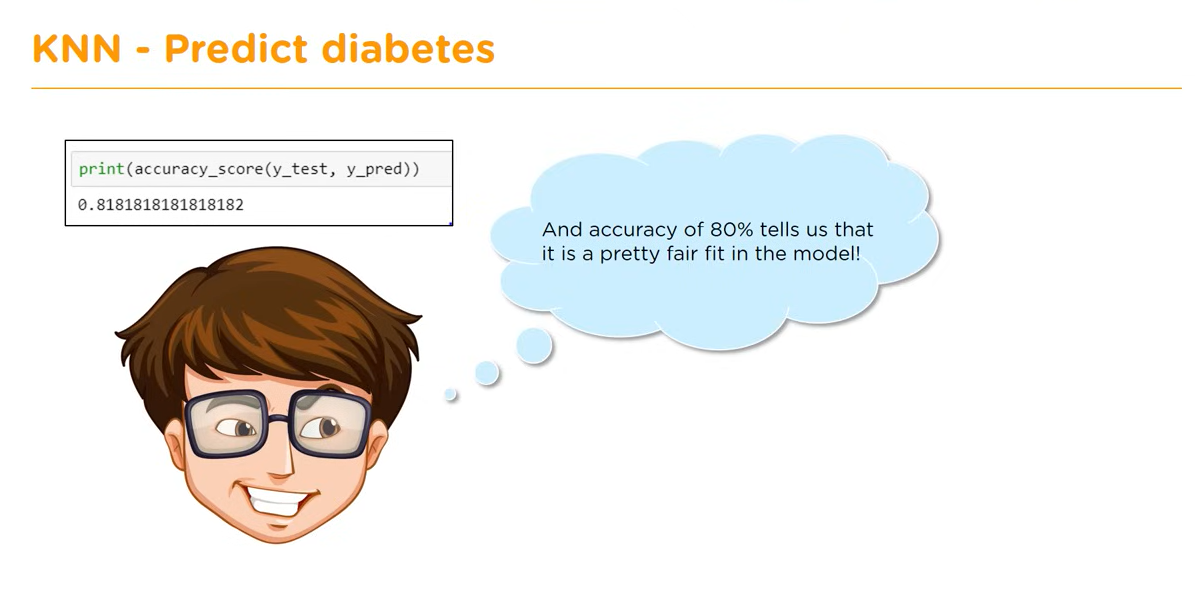 KNN - Predict diabetes
print(accuracy_score(y_test, y_pred))
0.8181818181818182
And accuracy of 80% tells us that
it is a pretty fair fit in the model!